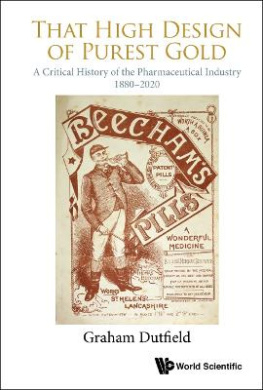 THAT HIGH DESIGN
OF PUREST GOLD
A Critical History of the Pharmaceutical Industry
1880–2020
WORTH A GUINEA
A BOX
BEECHAM'S
PATENT
PILLS
PILLS
A
WONDERFUL
MEDICINE
WORKS
ST HELENS
LANCASHIRE
Graham Dutfield
World Scientific